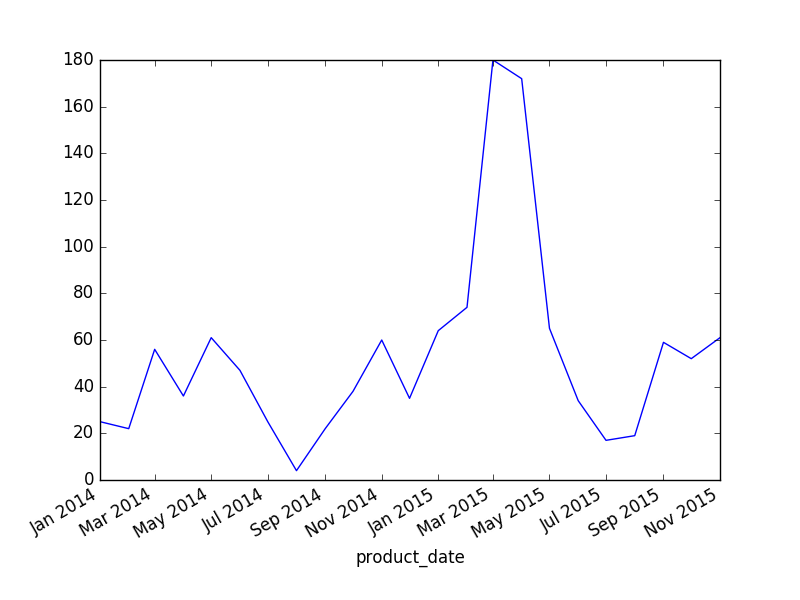 180
160
140
120
100
80
60
40
20
0
Jan 2014
Mar 2014
May 2014
Jul 2014
Sep 2014
Nov 2014
Jan 2015
Mar 2015
May 2015
Jul 2015
Sep 2015
Nov 2015
product_date